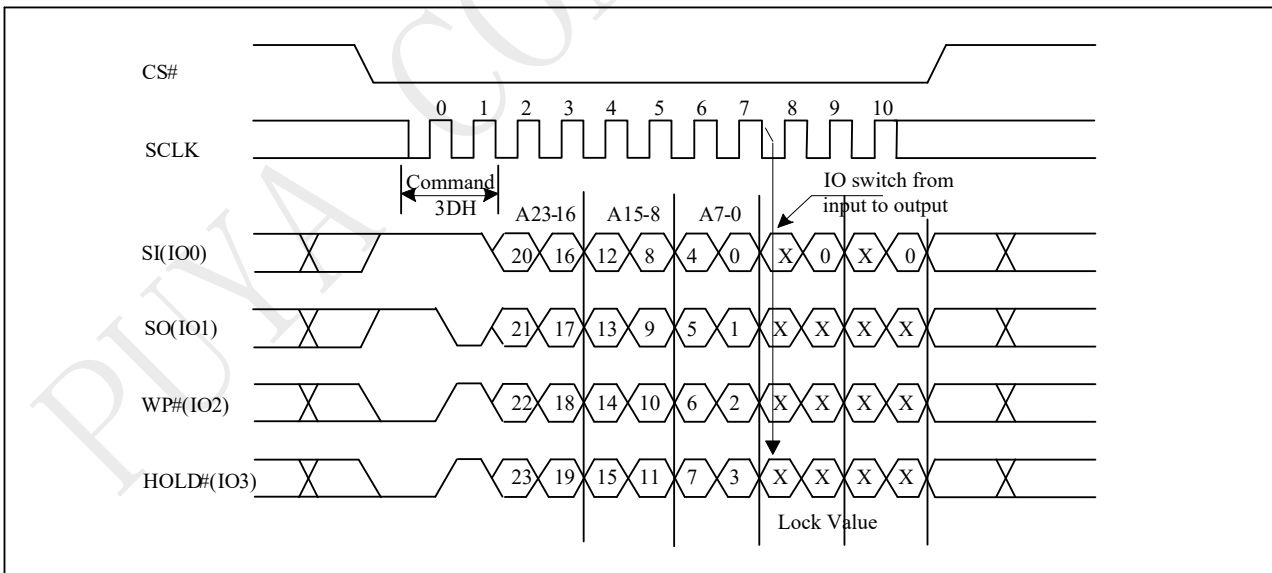 PUYA CON
CS#
0 1 2 3 4 5 6 7 8 9 10
SCLK
Command
3DH
IO switch from
input to output
A23-16 A15-8 A7-0
SI(IO0) 20 16 12 8 4 0 X 0 X 0
SO(IO1) 21 17 13 9 5 1 X X X X
WP#(IO2) 22 18 14 10 6 2 X X X X
HOLD#(IO3) 23 19 15 11 7 3 X X X X
Lock Value